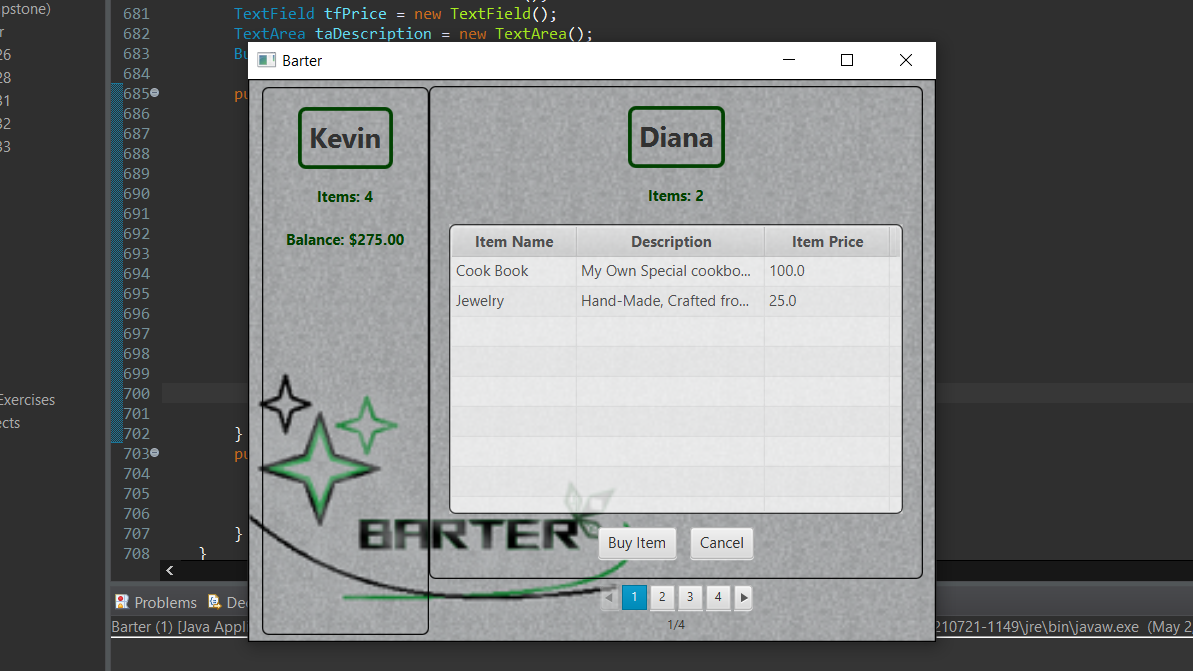 pstone)
r
26
28
31
32
33
Exercises
ects
681 TextField tfPrice = new TextField();
682 TextArea taDescription = new TextArea();
683 Bu
684
685 pu
686
687
688
689
690
691
692
693
694
695
696
697
698
699
700
701
702 }
703 pu
704
705
706
707 }
708 }
Barter
Kevin
Items: 4
Balance: $275.00
Diana
Items: 2
Item Name Description Item Price
Cook Book My Own Special cookbo... 100.0
Jewelry Hand-Made, Crafted fro... 25.0
BARTER
Buy Item Cancel
1 2 3 4
1/4
Problems De
Barter (1) [Java Appl 210721-1149\jre\bin\javaw.exe (May 2